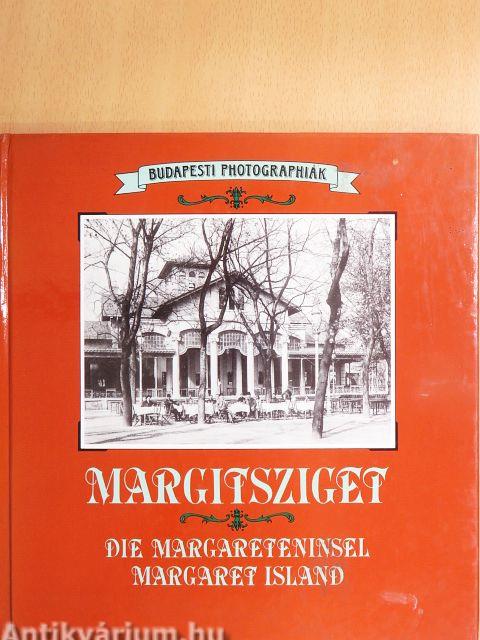 BUDAPESTI PHOTOGRAPHIÁK
MARGITSZIGET
DIE MARGARETENINSEL
MARGARET ISLAND
Antikvárium.hu